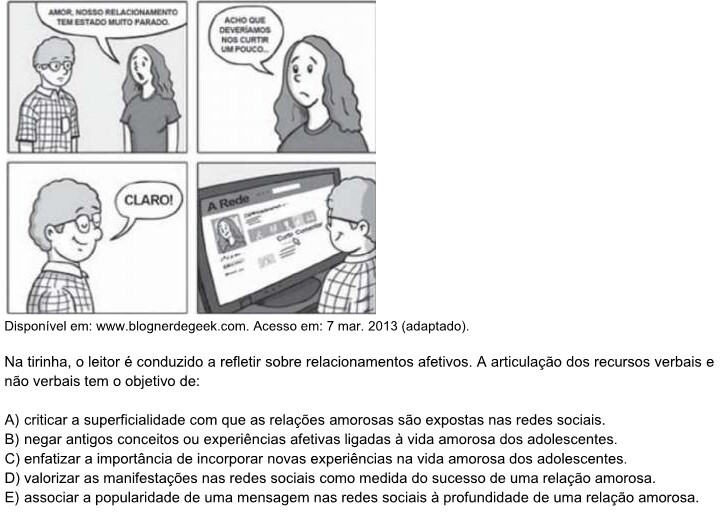 AMOR, NOSSO RELACIONAMENTO
TEM ESTADO MUITO PARADO.
ACHO QUE
DEVERÍAMOS
NOS CURTIR
UM POUCO...
CLARO!
A Rede
Curtir Comentar
Disponível em: www.blognerdegeek.com. Acesso em: 7 mar. 2013 (adaptado).
Na tirinha, o leitor é conduzido a refletir sobre relacionamentos afetivos. A articulação dos recursos verbais e
não verbais tem o objetivo de:
A) criticar a superficialidade com que as relações amorosas são expostas nas redes sociais.
B) negar antigos conceitos ou experiências afetivas ligadas à vida amorosa dos adolescentes.
C) enfatizar a importância de incorporar novas experiências na vida amorosa dos adolescentes.
D) valorizar as manifestações nas redes sociais como medida do sucesso de uma relação amorosa.
E) associar a popularidade de uma mensagem nas redes sociais à profundidade de uma relação amorosa.